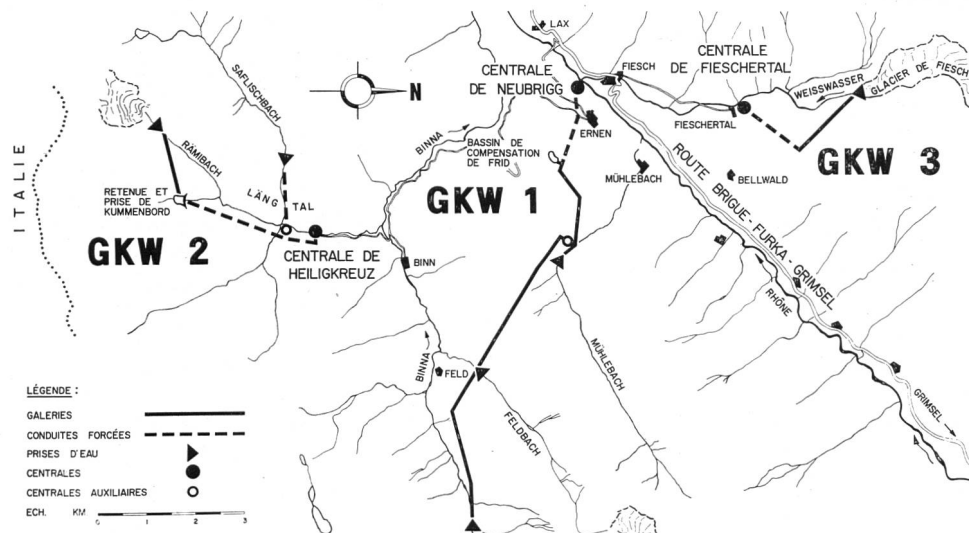 LAX
CENTRALE
DE NEUBRIGG
FIESCH
CENTRALE
DE FIESCHERTAL
WEISSWASSER
GLACIER DE FIESCH
FIESCHERTAL
GKW 3
SAFLISCHBACH
N
BINNA
ERNEN
BASSIN DE
COMPENSATION
DE FRID
MÜHLEBACH
BELLWALD
ROUTE BRIGUE-FURKA-GRIMSEL
ITALIE
RÄMIBACH
RETENUE ET
PRISE DE
KUMMENBORD
LÄNGTAL
GKW 1
GKW 2
CENTRALE DE
HEILIGKREUZ
BINN
RHÔNE
MÜHLEBACH
BINNA
FELD
FELDBACH
GRIMSEL
LÉGENDE :
GALERIES
CONDUITES FORCÉES
PRISES D'EAU
CENTRALES
CENTRALES AUXILIAIRES
ECH. KM 0 1 2 3